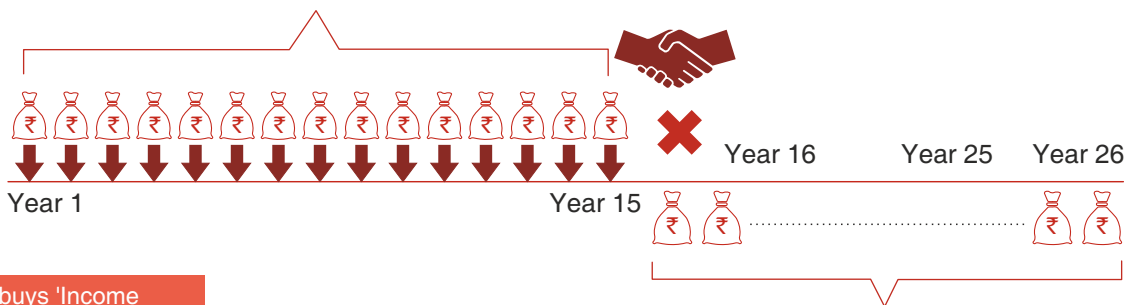 ₹ ₹ ₹ ₹ ₹ ₹ ₹ ₹ ₹ ₹ ₹ ₹ ₹ ₹ ₹
Year 16 Year 25 Year 26
Year 1 Year 15
₹ ₹ ₹ ₹
buys 'Income